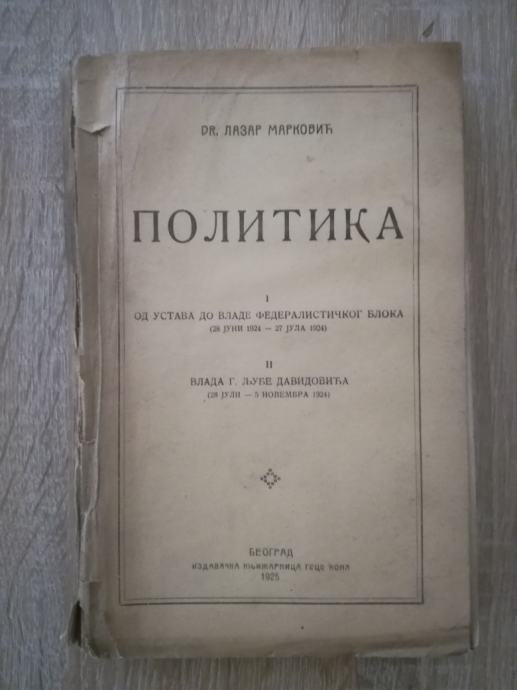 DR. ЛАЗАР МАРКОВИЋ
ПОЛИТИКА
I
ОД УСТАВА ДО ВЛАДЕ ФЕДЕРАЛИСТИЧКОГ БЛОКА
(28 ЈУНИ 1924 — 27 ЈУЛА 1924)
II
ВЛАДА Г. ЉУБЕ ДАВИДОВИЋА
(28 ЈУЛИ — 5 НОВЕМБРА 1924)
БЕОГРАД
ИЗДАВАЧКА КЊИЖАРНИЦА ГЕЦЕ КОНА
1925